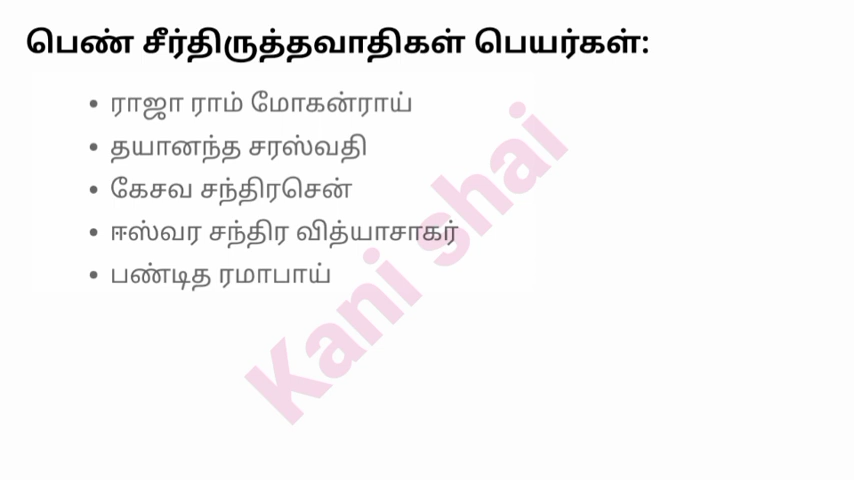 பெண் சீர்திருத்தவாதிகள் பெயர்கள்:
• ராஜா ராம் மோகன்ராய்
• தயானந்த சரஸ்வதி
• கேசவ சந்திரசென்
• ஈஸ்வர சந்திர வித்யாசாகர்
• பண்டித ரமாபாய்
Kani shai